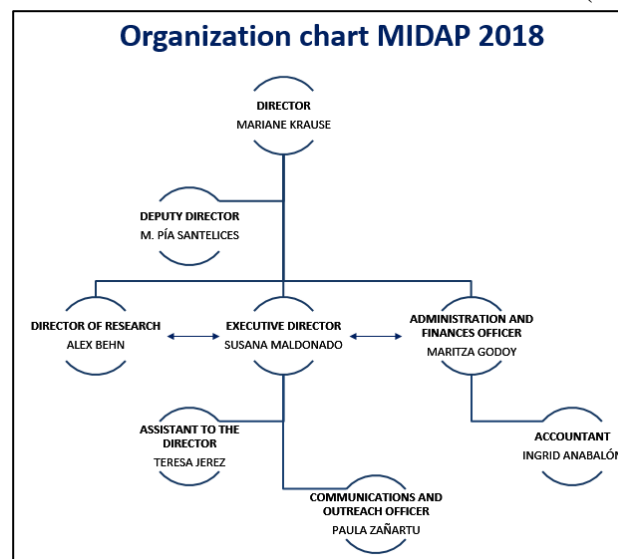 Organization chart MIDAP 2018
DIRECTOR
MARIANE KRAUSE
DEPUTY DIRECTOR
M. PÍA SANTELICES
DIRECTOR OF RESEARCH
ALEX BEHN
EXECUTIVE DIRECTOR
SUSANA MALDONADO
ADMINISTRATION AND
FINANCES OFFICER
MARITZA GODOY
ASSISTANT TO THE
DIRECTOR
TERESA JEREZ
ACCOUNTANT
INGRID ANABALÓN
COMMUNICATIONS AND
OUTREACH OFFICER
PAULA ZAÑARTU